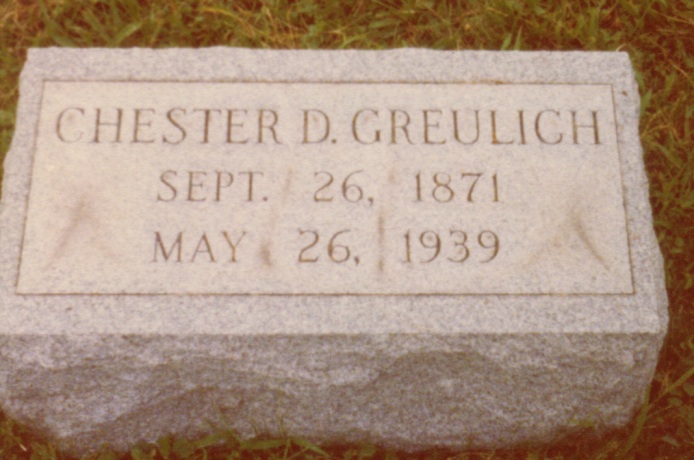 CHESTER D. GREULICH
SEPT. 26, 1871
MAY 26, 1939